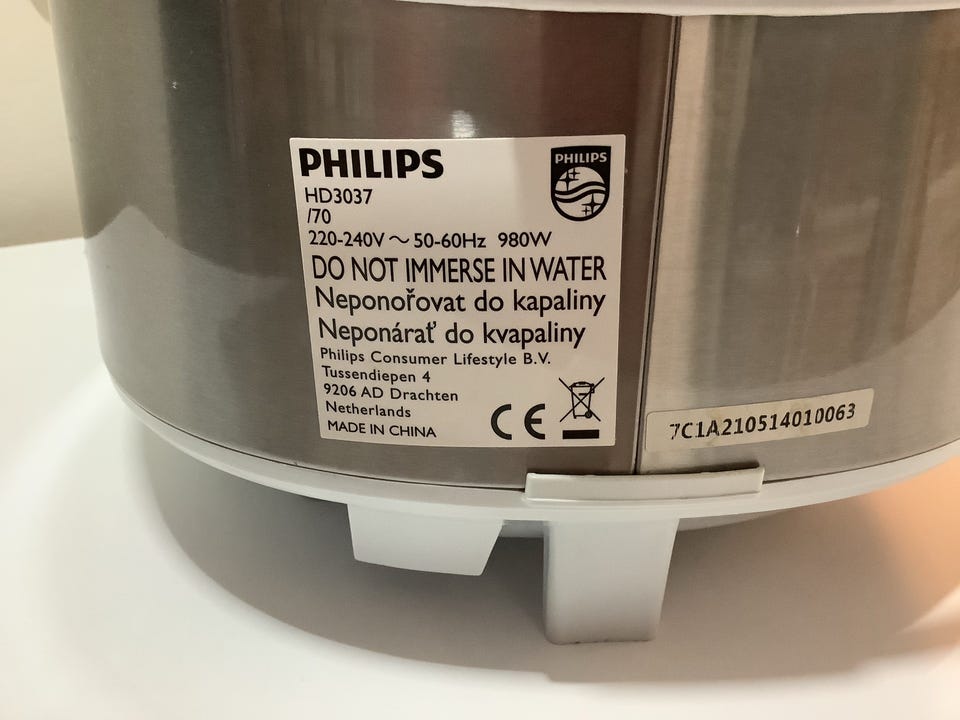 PHILIPS
PHILIPS
HD3037
/70
220-240V ~ 50-60Hz 980W
DO NOT IMMERSE IN WATER
Neponořovat do kapaliny
Neponárať do kvapaliny
Philips Consumer Lifestyle B.V.
Tussendiepen 4
9206 AD Drachten
Netherlands
MADE IN CHINA
CE
7C1A210514010063